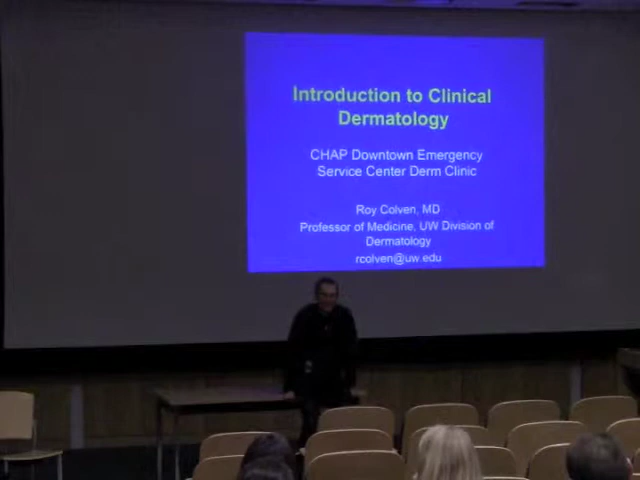 Introduction to Clinical
Dermatology
CHAP Downtown Emergency
Service Center Derm Clinic
Roy Colven, MD
Professor of Medicine, UW Division of
Dermatology
rcolven@uw.edu